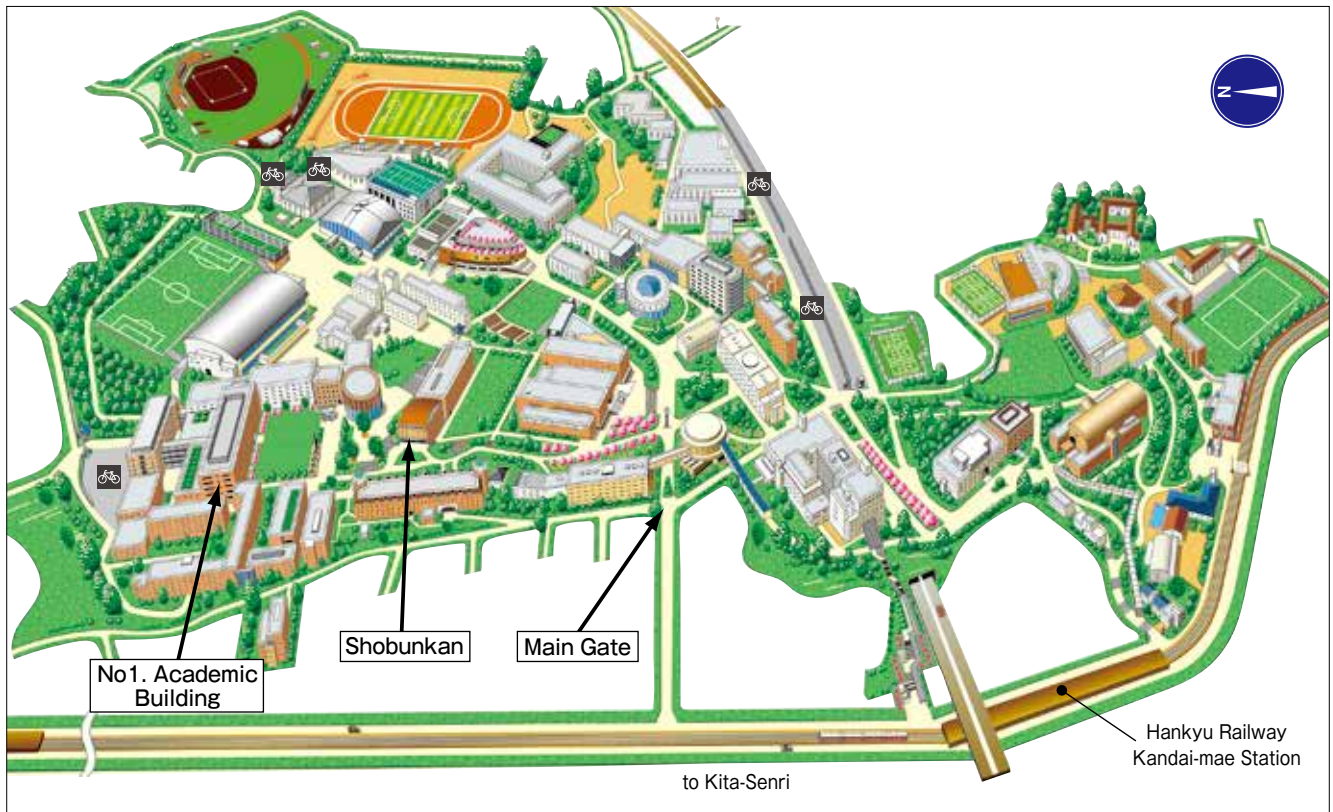 N
Shobunkan
Main Gate
No1. Academic
Building
Hankyu Railway
Kandai-mae Station
to Kita-Senri